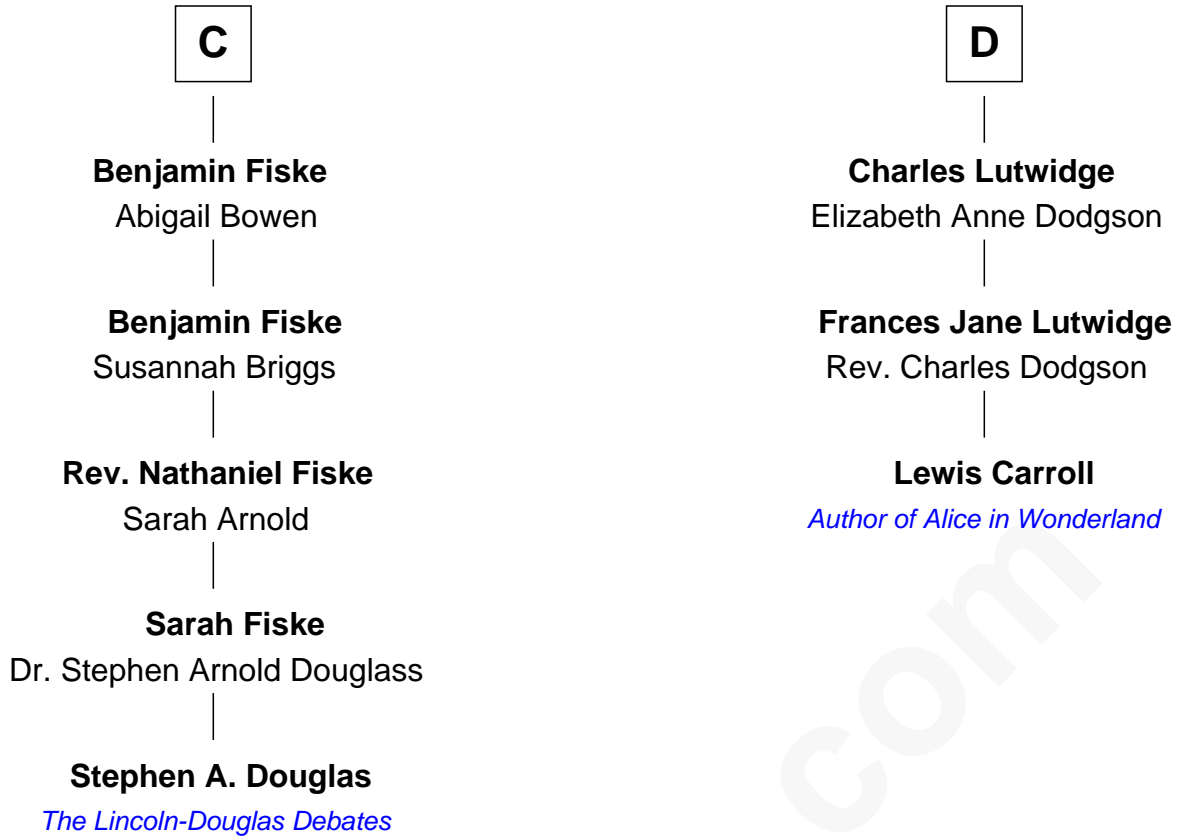 C
Benjamin Fiske
Abigail Bowen
Benjamin Fiske
Susannah Briggs
Rev. Nathaniel Fiske
Sarah Arnold
Sarah Fiske
Dr. Stephen Arnold Douglass
Stephen A. Douglas
The Lincoln-Douglas Debates
D
Charles Lutwidge
Elizabeth Anne Dodgson
Frances Jane Lutwidge
Rev. Charles Dodgson
Lewis Carroll
Author of Alice in Wonderland
com